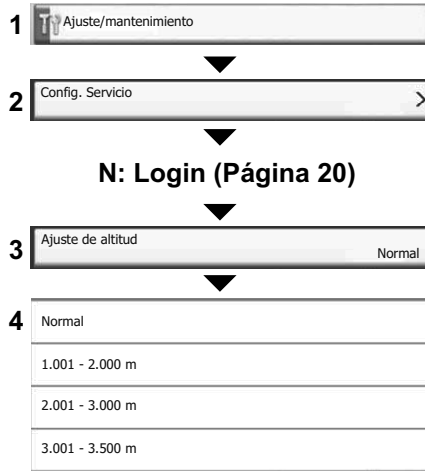 1 Ajuste/mantenimiento
2 Config. Servicio >
N: Login (Página 20)
3 Ajuste de altitud
Normal
4 Normal
1.001 - 2.000 m
2.001 - 3.000 m
3.001 - 3.500 m